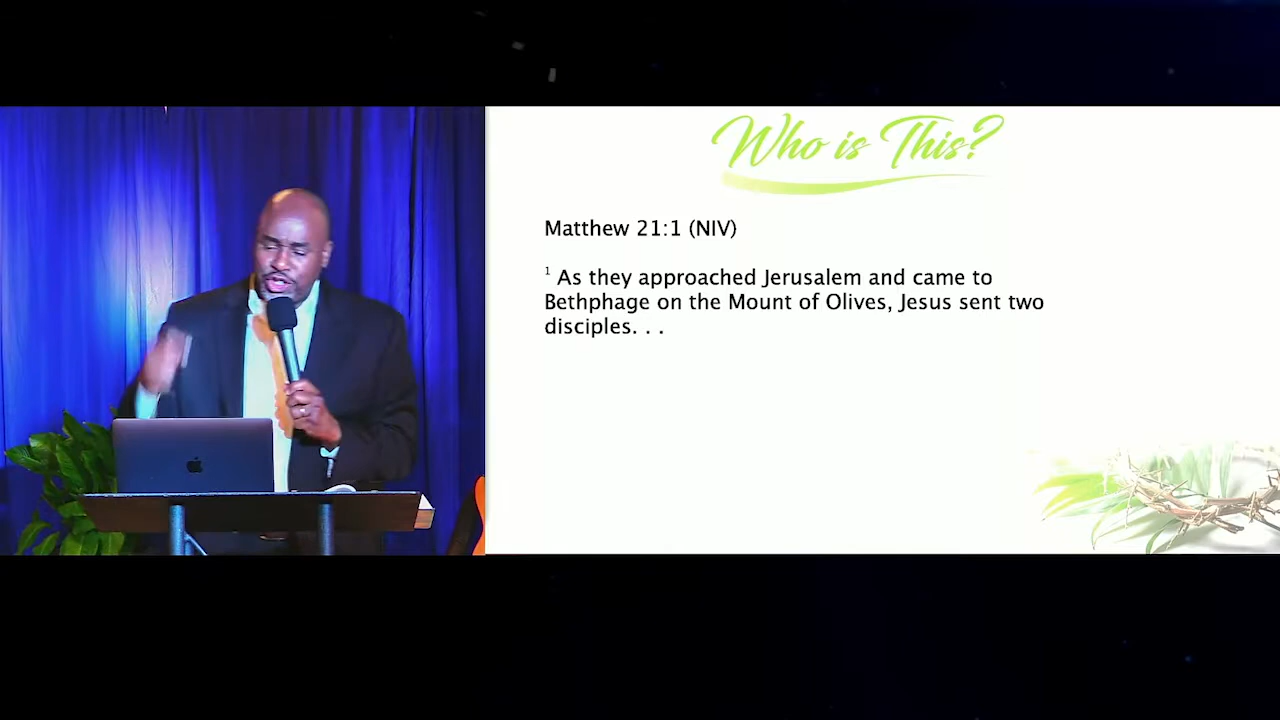 Who is This?
Matthew 21:1 (NIV)
1 As they approached Jerusalem and came to
Bethphage on the Mount of Olives, Jesus sent two
disciples. . .